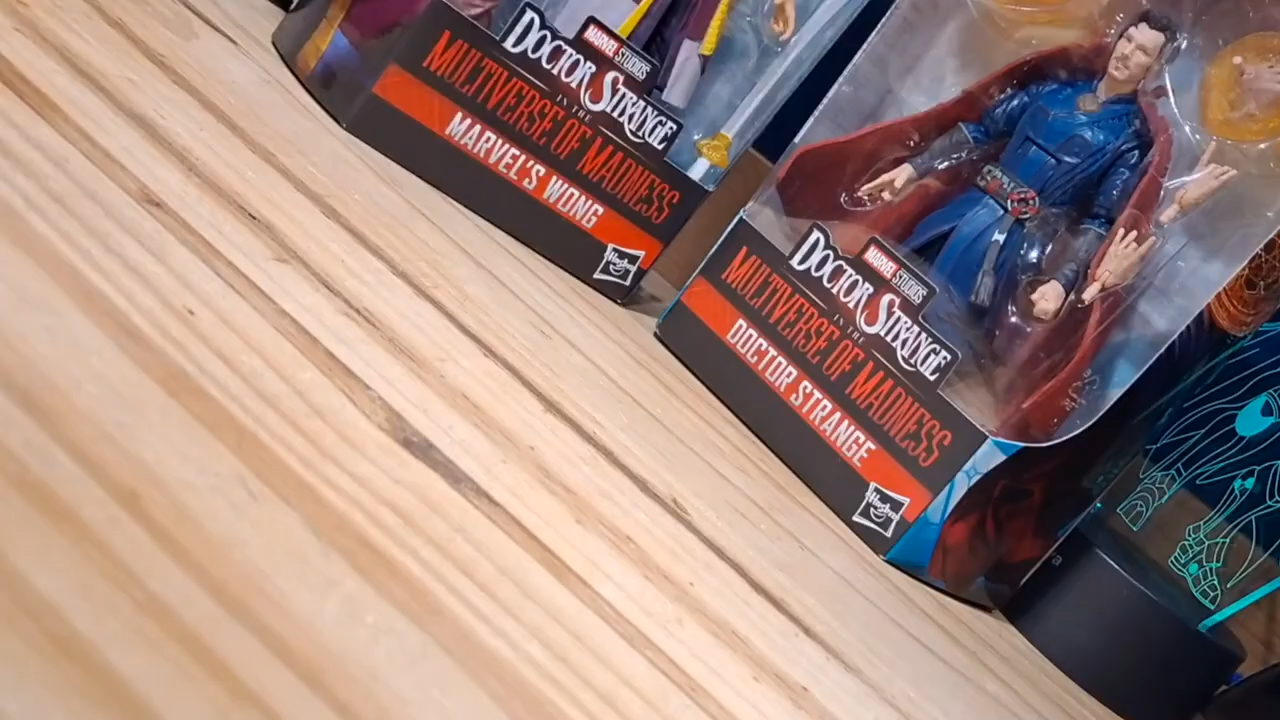 MARVEL STUDIOS
DOCTOR STRANGE
IN THE
MULTIVERSE OF MADNESS
MARVEL'S WONG
Hasbro
MARVEL STUDIOS
DOCTOR STRANGE
IN THE
MULTIVERSE OF MADNESS
DOCTOR STRANGE
Hasbro